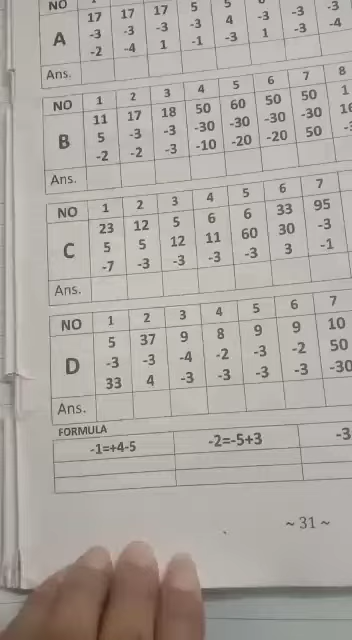 NO
17 17 17 5 5
A -3 -3 -3 -3 4 -3 -3 -3
-2 -4 1 -1 -3 1 -3 -4
Ans.
NO 1 2 3 4 5 6 7 8
11 17 18 50 60 50 50
B 5 -3 -3 -30 -30 -30 -30
-2 -2 -3 -10 -20 -20 50
Ans.
NO 1 2 3 4 5 6 7
23 12 5 6 6 33 95
C 5 5 12 11 60 30 -3
-7 -3 -3 -3 -3 3 -1
Ans.
NO 1 2 3 4 5 6 7
5 37 9 8 9 9 10
D -3 -3 -4 -2 -3 -2 50
33 4 -3 -3 -3 -3 -30
Ans.
FORMULA
-1=+4-5 -2=-5+3 -3
~ 31 ~